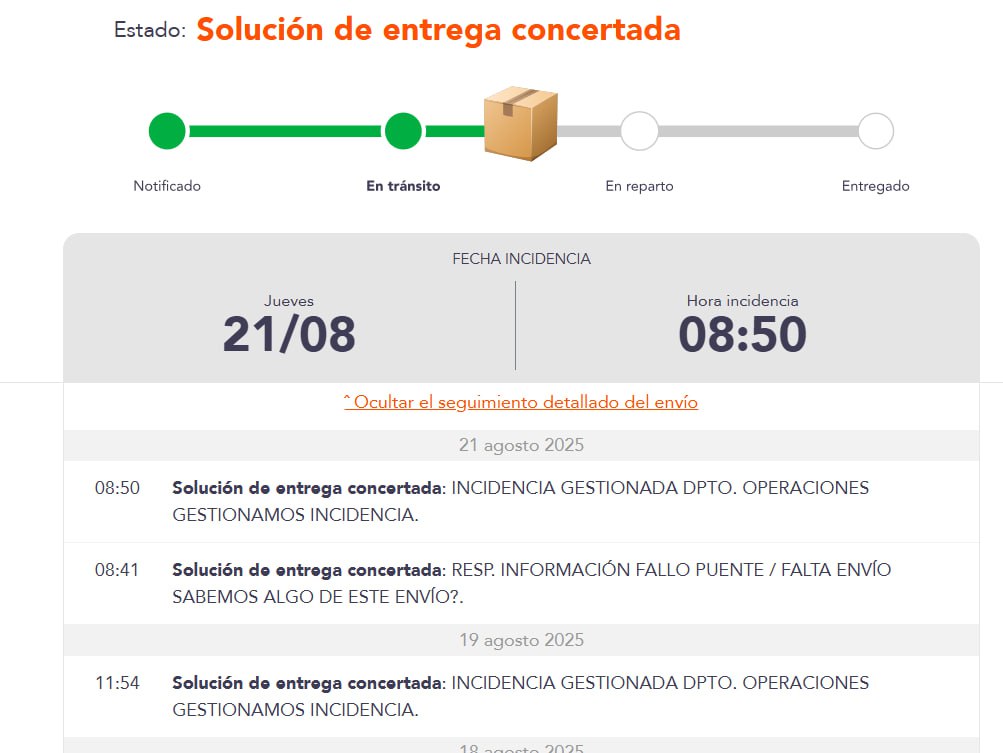 Estado: Solución de entrega concertada
Notificado
En tránsito
En reparto
Entregado
FECHA INCIDENCIA
Jueves
21/08
Hora incidencia
08:50
ˆ Ocultar el seguimiento detallado del envío
21 agosto 2025
08:50 Solución de entrega concertada: INCIDENCIA GESTIONADA DPTO. OPERACIONES
GESTIONAMOS INCIDENCIA.
08:41 Solución de entrega concertada: RESP. INFORMACIÓN FALLO PUENTE / FALTA ENVÍO
SABEMOS ALGO DE ESTE ENVÍO?.
19 agosto 2025
11:54 Solución de entrega concertada: INCIDENCIA GESTIONADA DPTO. OPERACIONES
GESTIONAMOS INCIDENCIA.
18 agosto 2025